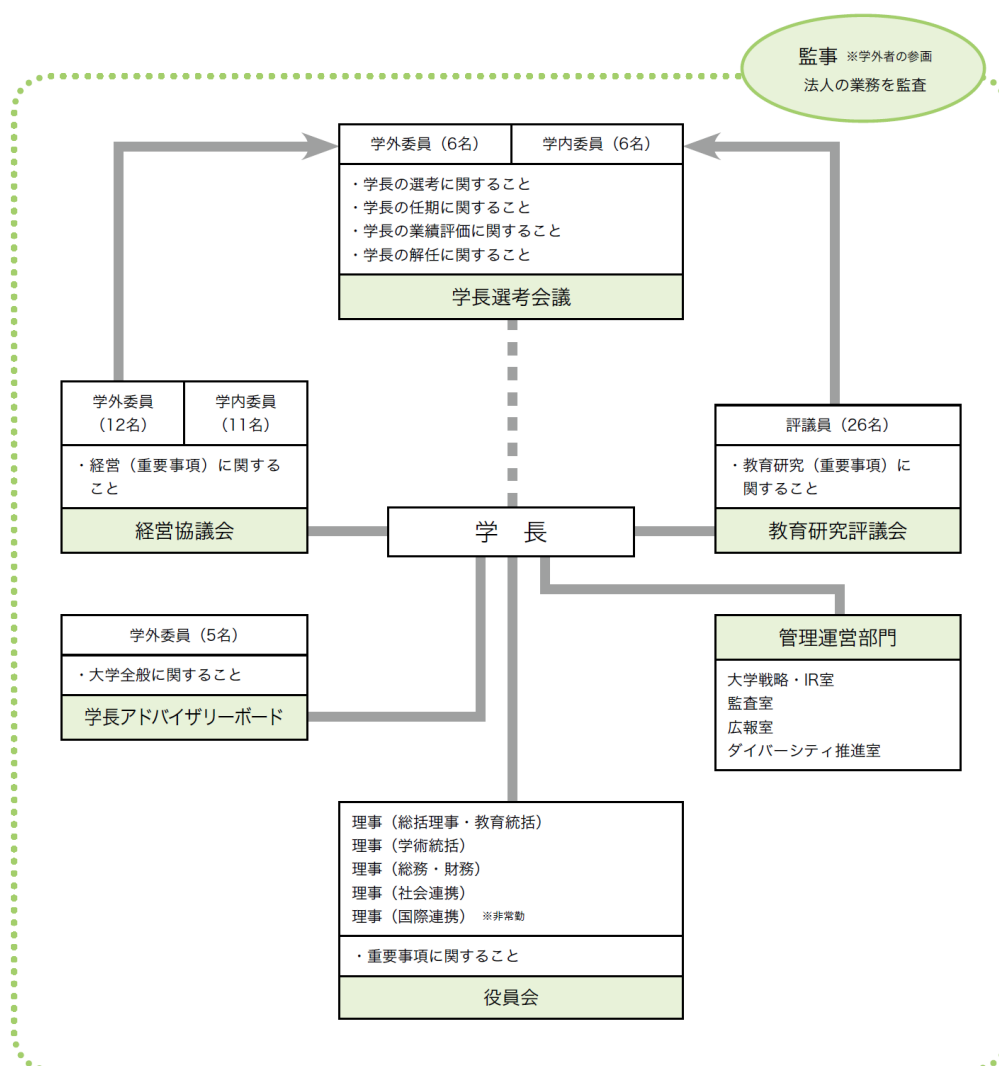 監事 ※学外者の参画
法人の業務を監査
学外委員（6名）
学内委員（6名）
・学長の選考に関すること
・学長の任期に関すること
・学長の業績評価に関すること
・学長の解任に関すること
学長選考会議
学外委員
（12名）
学内委員
（11名）
・経営（重要事項）に関する
こと
経営協議会
評議員（26名）
・教育研究（重要事項）に
関すること
教育研究評議会
学　長
学外委員（5名）
・大学全般に関すること
学長アドバイザリーボード
管理運営部門
大学戦略・IR室
監査室
広報室
ダイバーシティ推進室
理事（総括理事・教育統括）
理事（学術統括）
理事（総務・財務）
理事（社会連携）
理事（国際連携） ※非常勤
・重要事項に関すること
役員会